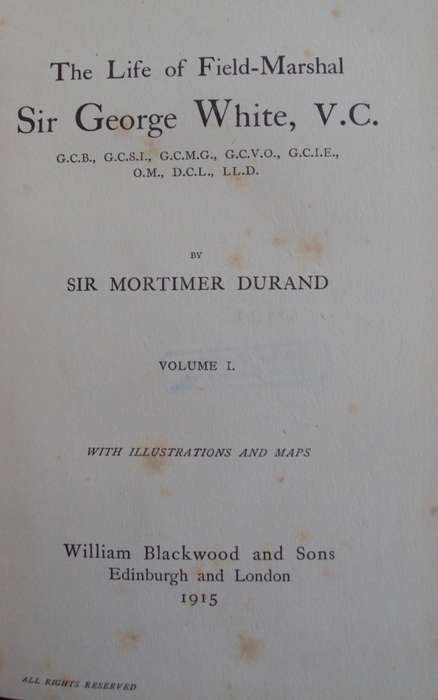 The Life of Field-Marshal
Sir George White, V.C.
G.C.B., G.C.S.I., G.C.M.G., G.C.V.O., G.C.I.E.,
O.M., D.C.L., LL.D.
BY
SIR MORTIMER DURAND
VOLUME I.
WITH ILLUSTRATIONS AND MAPS
William Blackwood and Sons
Edinburgh and London
1915
ALL RIGHTS RESERVED